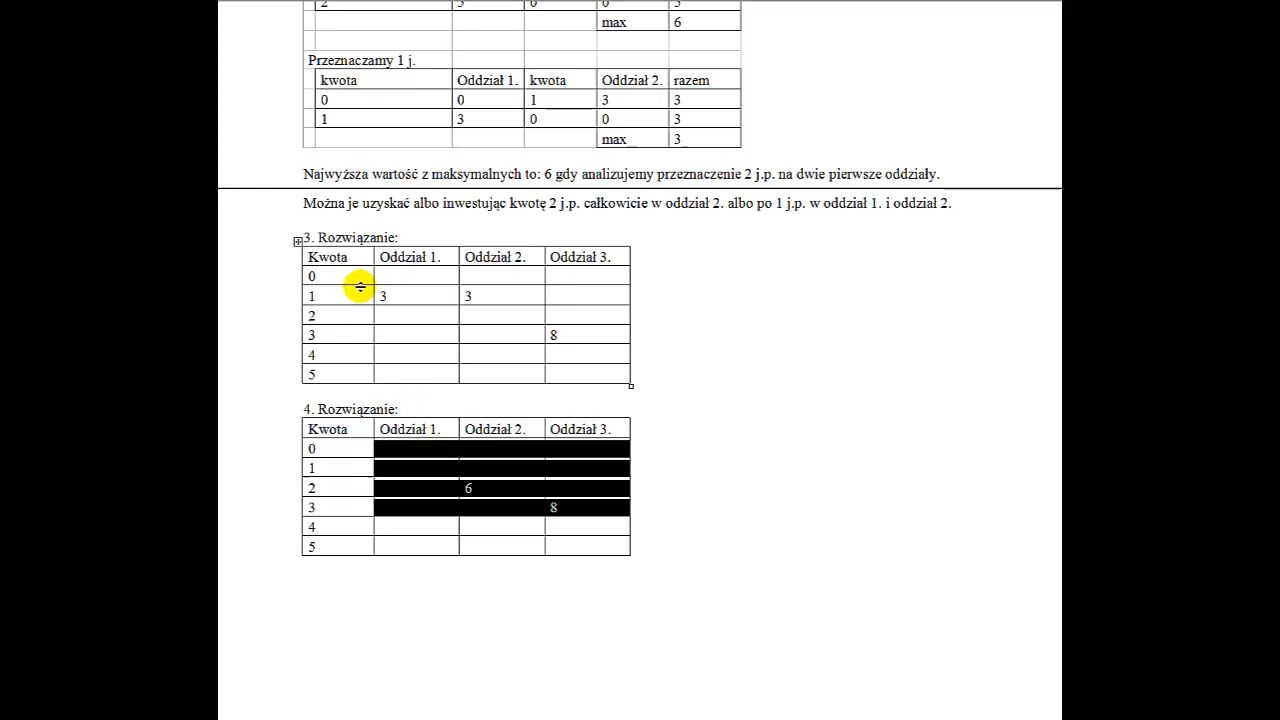 2 0 0
max 6
Przeznaczamy 1 j.
kwota Oddział 1. kwota Oddział 2. razem
0 0 1 3 3
1 3 0 0 3
max 3
Najwyższa wartość z maksymalnych to: 6 gdy analizujemy przeznaczenie 2 j.p. na dwie pierwsze oddziały.
Można je uzyskać albo inwestując kwotę 2 j.p. całkowicie w oddział 2. albo po 1 j.p. w oddział 1. i oddział 2.
3. Rozwiązanie:
Kwota Oddział 1. Oddział 2. Oddział 3.
0
1 3 3
2
3 8
4
5
4. Rozwiązanie:
Kwota Oddział 1. Oddział 2. Oddział 3.
0
1
2 6
3 8
4
5